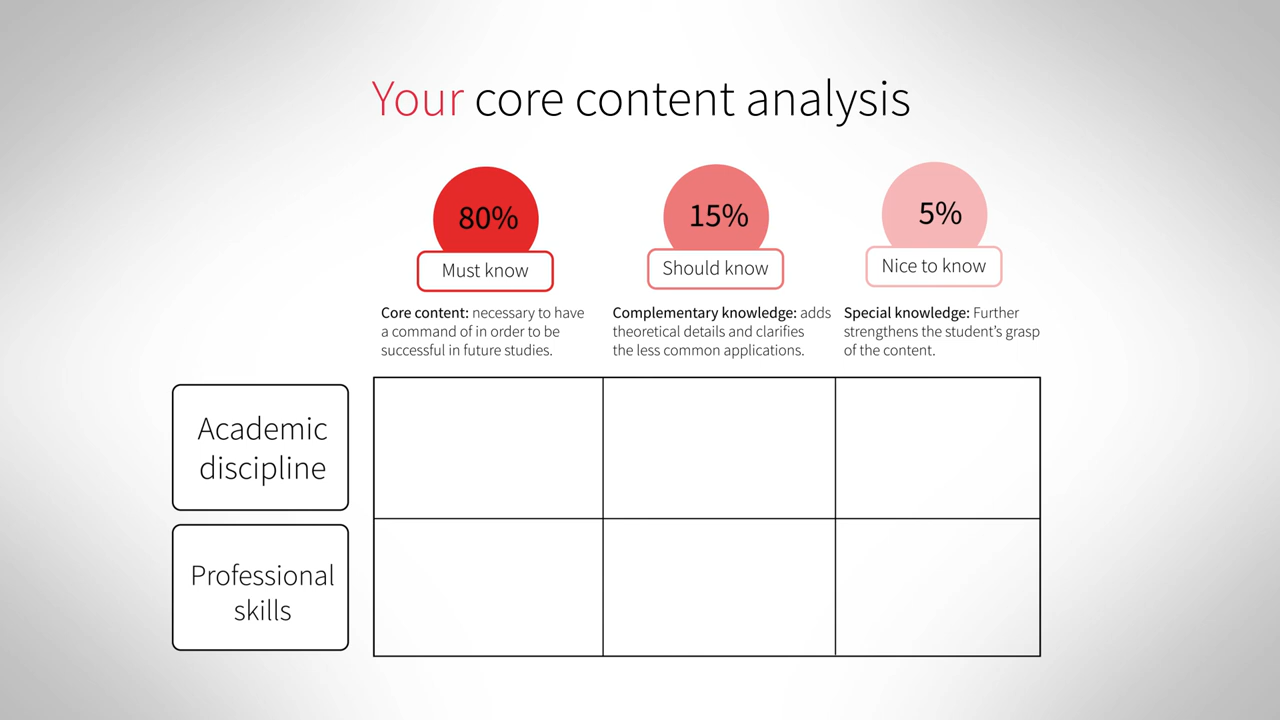 Your core content analysis
80%
Must know
15%
Should know
5%
Nice to know
Core content: necessary to have
a command of in order to be
successful in future studies.
Complementary knowledge: adds
theoretical details and clarifies
the less common applications.
Special knowledge: Further
strengthens the student’s grasp
of the content.
Academic
discipline
Professional
skills